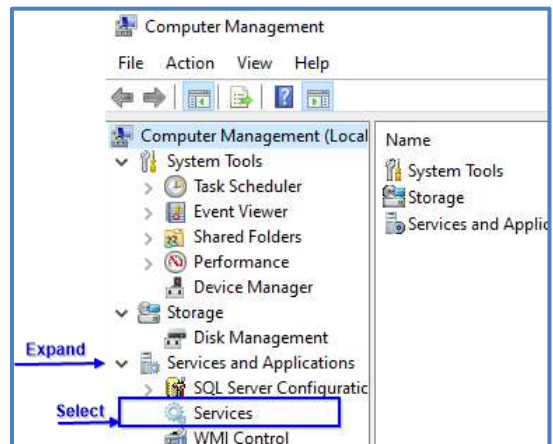 Computer Management
File Action View Help
Computer Management (Local
System Tools
Task Scheduler
Event Viewer
Shared Folders
Performance
Device Manager
Storage
Disk Management
Services and Applications
SQL Server Configuratic
Services
WMI Control
Name
System Tools
Storage
Services and Applic
Expand
Select